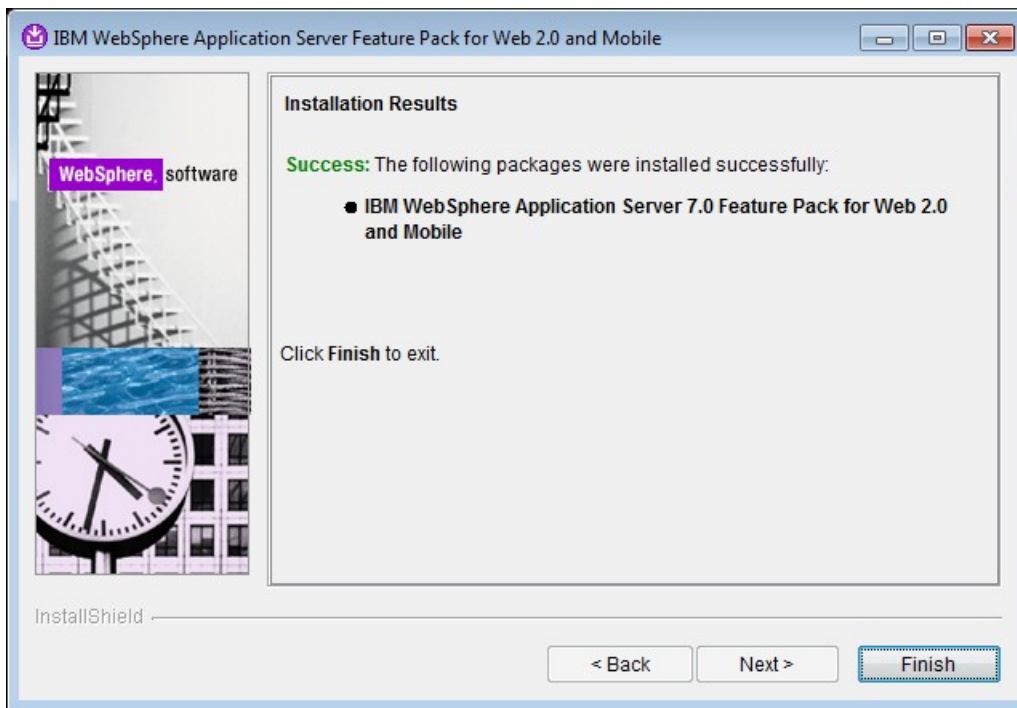 IBM WebSphere Application Server Feature Pack for Web 2.0 and Mobile
WebSphere. software
Installation Results
Success: The following packages were installed successfully:
IBM WebSphere Application Server 7.0 Feature Pack for Web 2.0
and Mobile
Click Finish to exit.
InstallShield
< Back
Next >
Finish